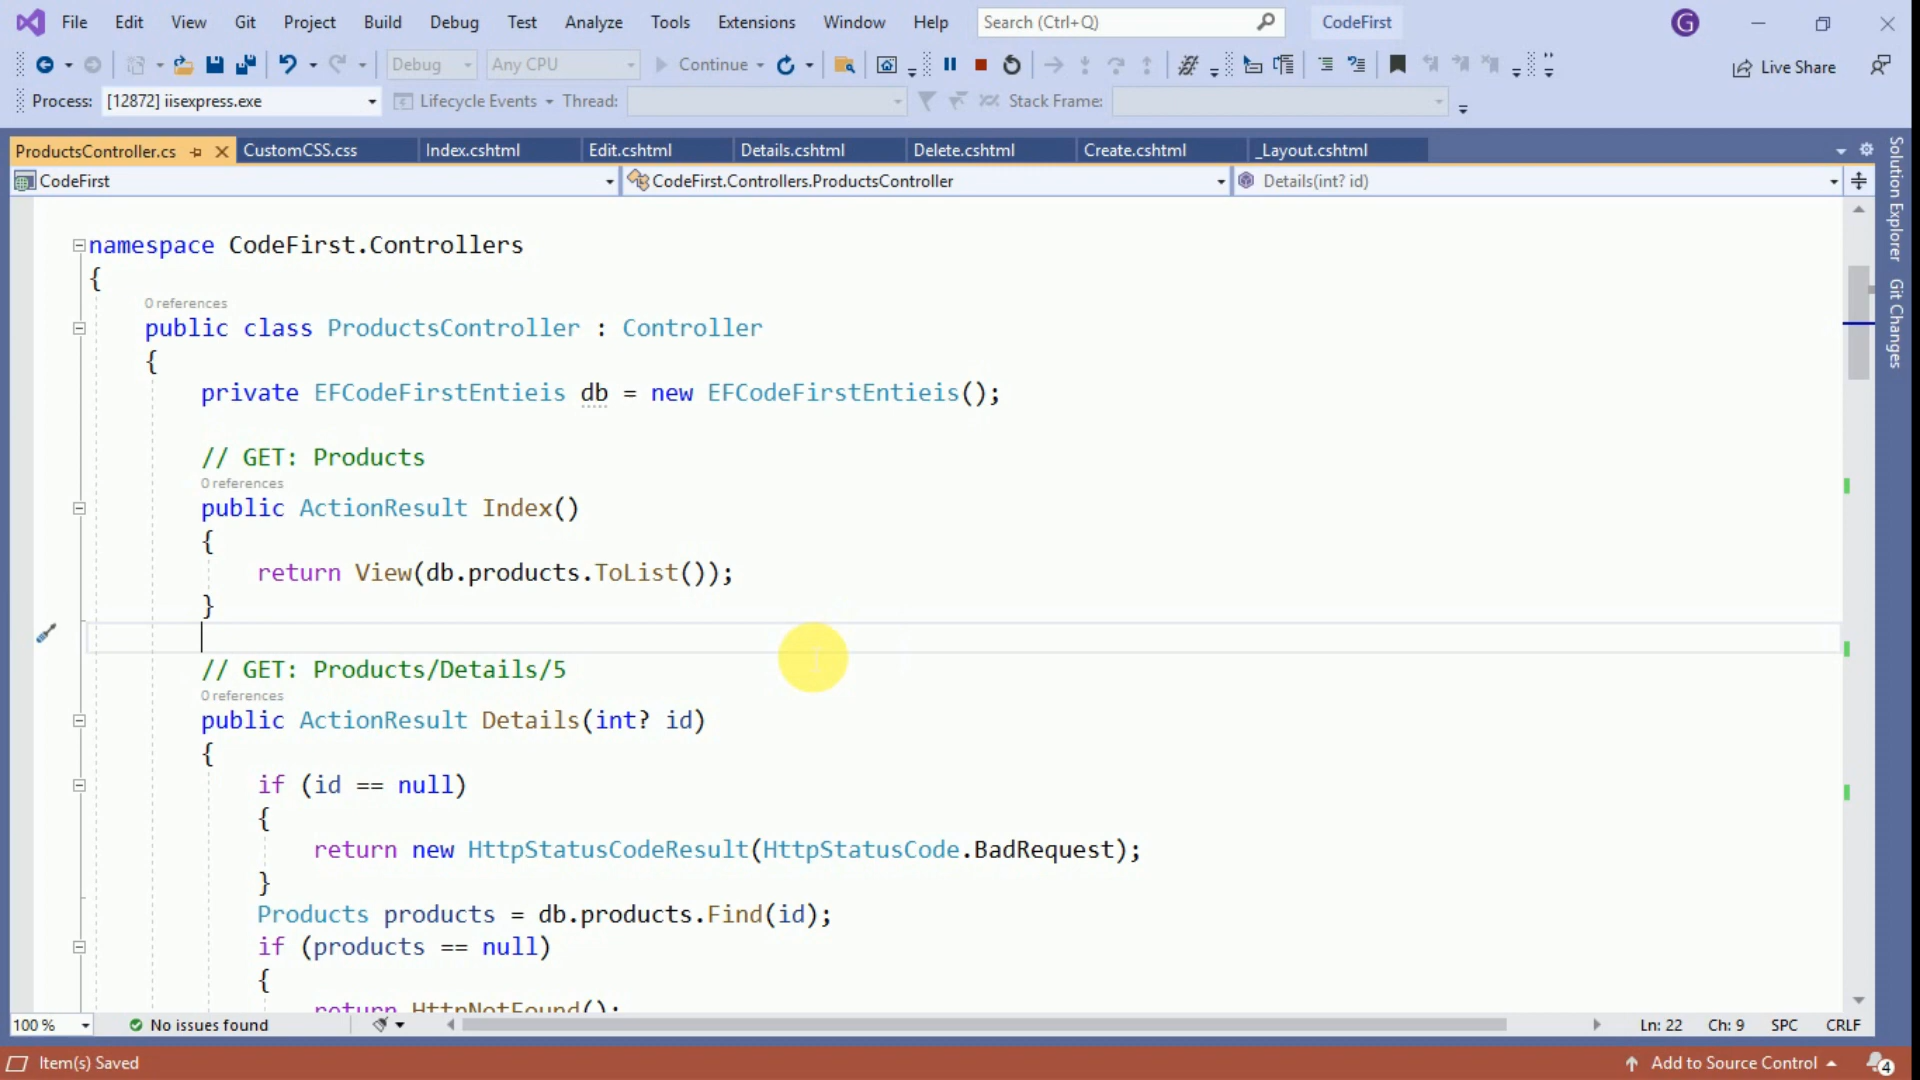 File Edit View Git Project Build Debug Test Analyze Tools Extensions Window Help Search (Ctrl+Q) CodeFirst G
Debug Any CPU Continue Live Share
Process: [12872] iisexpress.exe Lifecycle Events Thread: Stack Frame:
ProductsController.cs CustomCSS.css Index.cshtml Edit.cshtml Details.cshtml Delete.cshtml Create.cshtml _Layout.cshtml
CodeFirst CodeFirst.Controllers.ProductsController Details(int? id)
Solution Explorer
Git Changes
namespace CodeFirst.Controllers
{
0 references
public class ProductsController : Controller
{
private EFCodeFirstEntieis db = new EFCodeFirstEntieis();
// GET: Products
0 references
public ActionResult Index()
{
return View(db.products.ToList());
}
// GET: Products/Details/5
0 references
public ActionResult Details(int? id)
{
if (id == null)
{
return new HttpStatusCodeResult(HttpStatusCode.BadRequest);
}
Products products = db.products.Find(id);
if (products == null)
{
return HttpNotFound();
100 % No issues found Ln: 22 Ch: 9 SPC CRLF
Item(s) Saved Add to Source Control 4